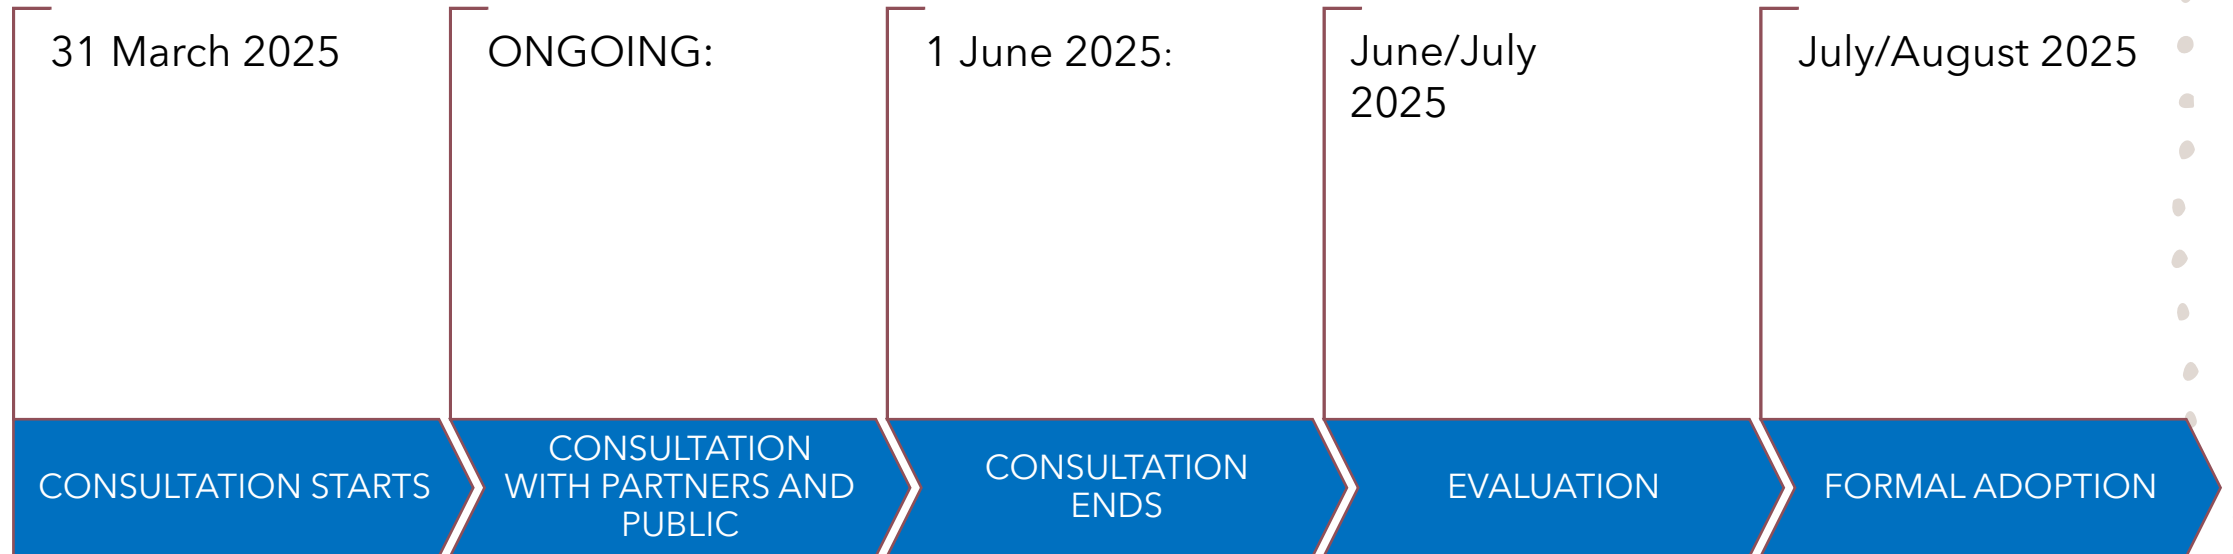 31 March 2025
ONGOING:
1 June 2025:
June/July
2025
July/August 2025
CONSULTATION STARTS
CONSULTATION
WITH PARTNERS AND
PUBLIC
CONSULTATION
ENDS
EVALUATION
FORMAL ADOPTION